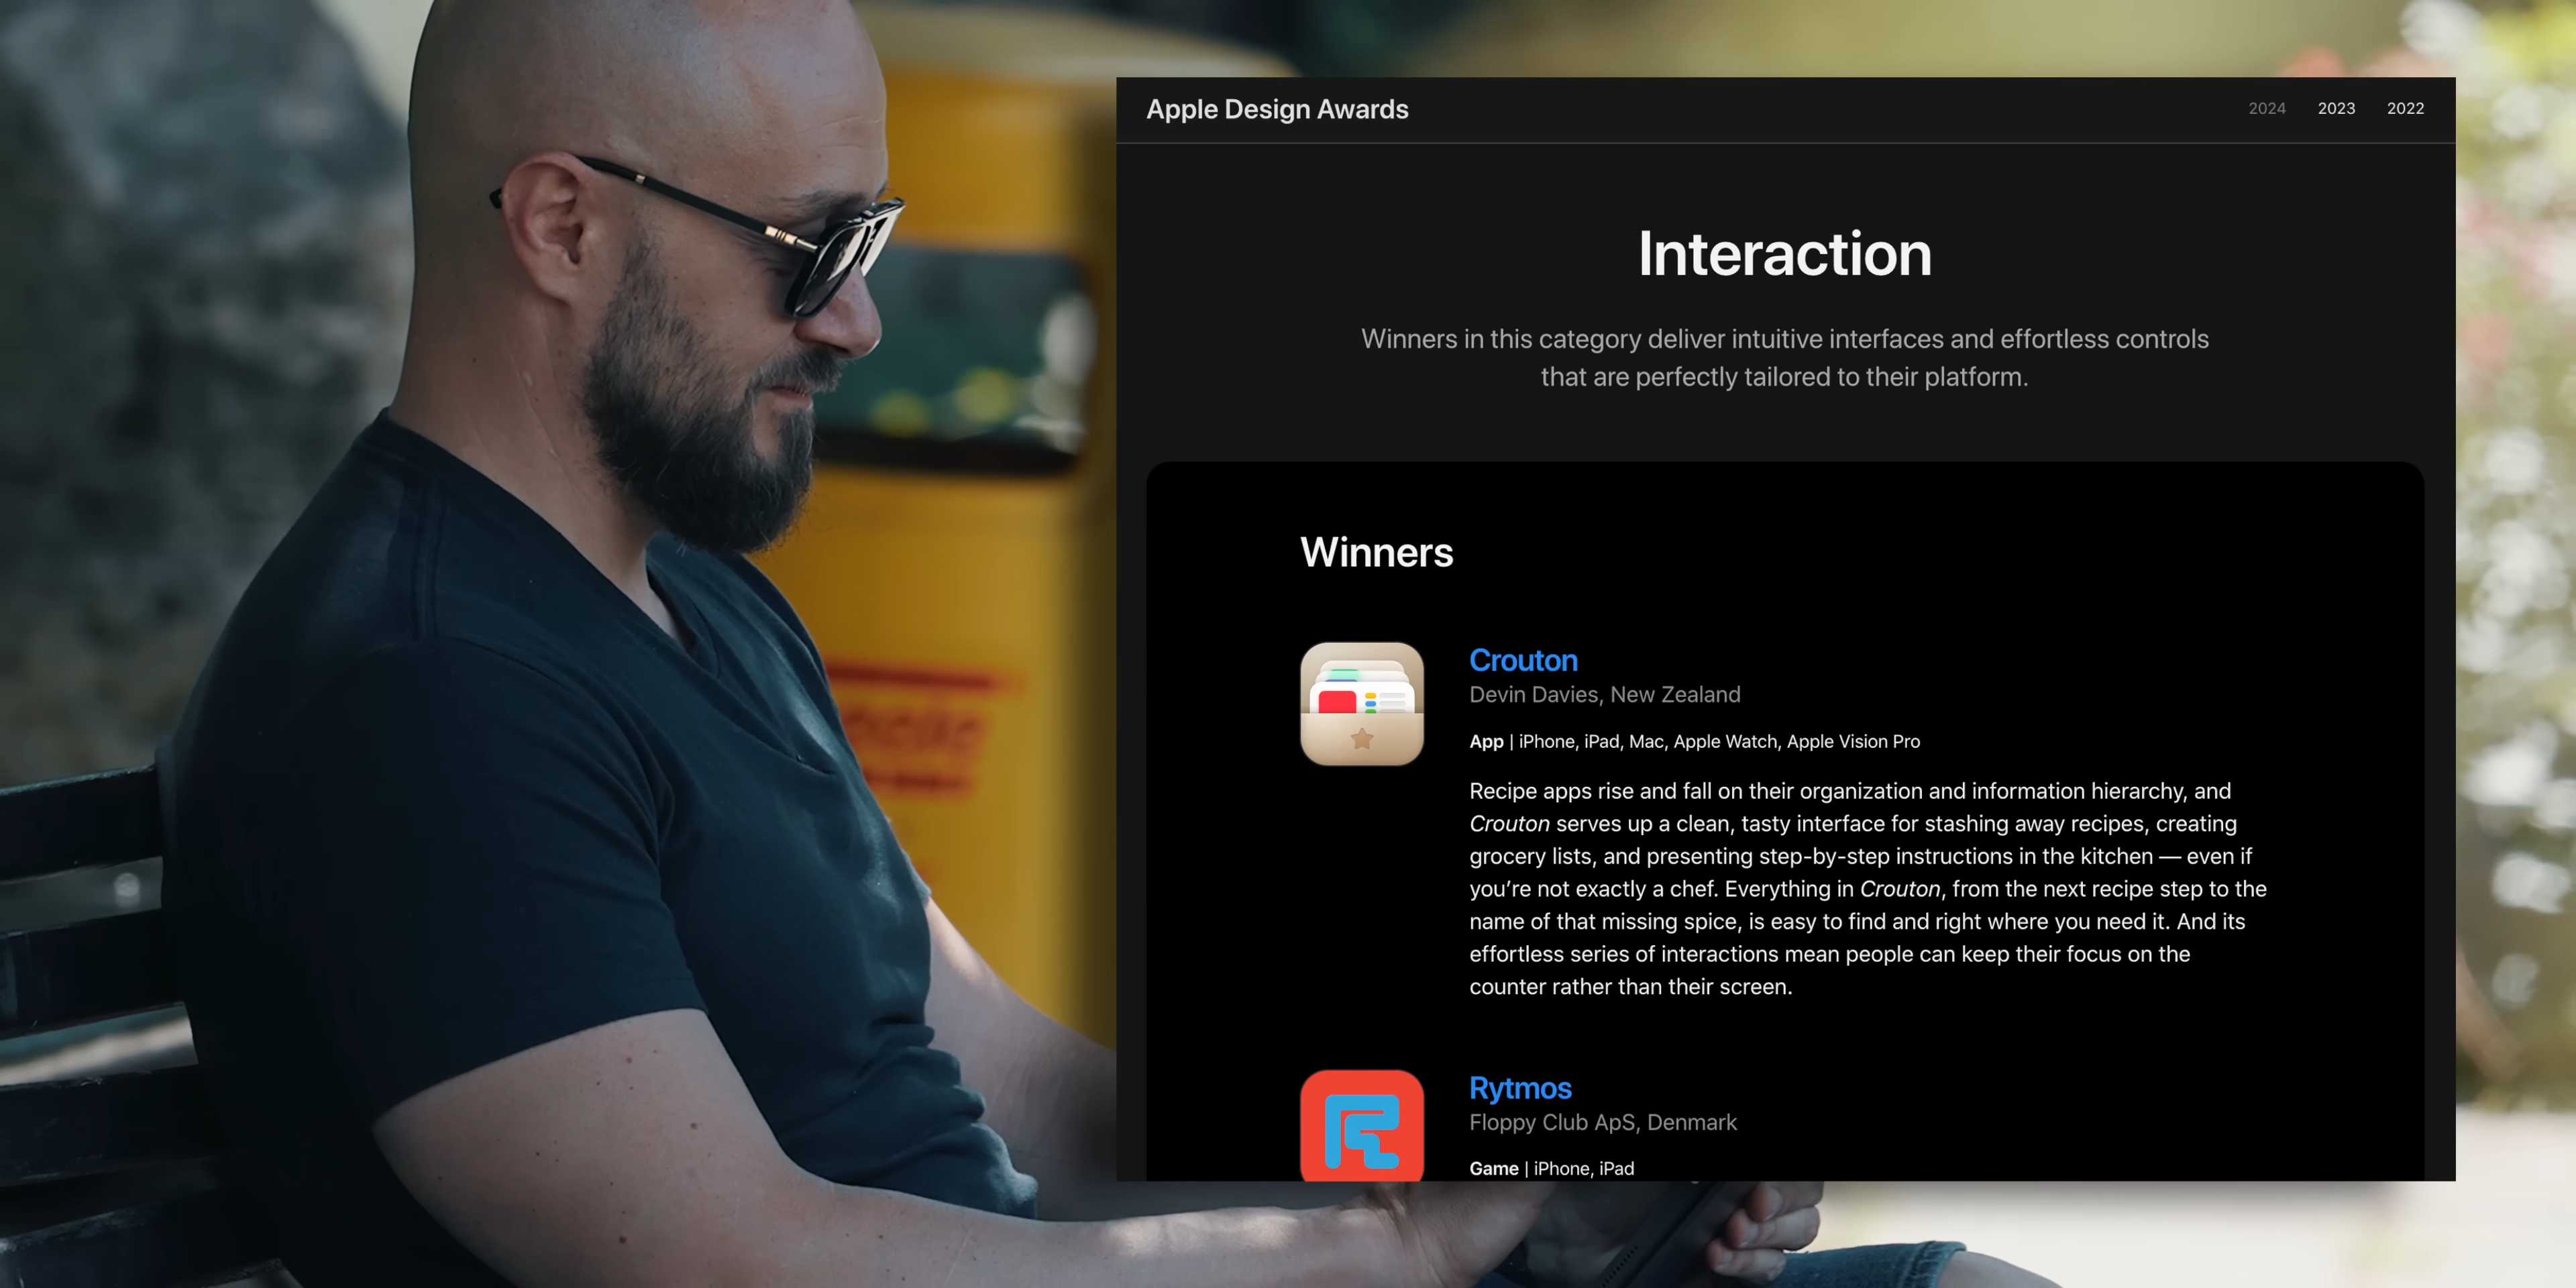 Apple Design Awards
2024 2023 2022
Interaction
Winners in this category deliver intuitive interfaces and effortless controls
that are perfectly tailored to their platform.
Winners
Crouton
Devin Davies, New Zealand
App | iPhone, iPad, Mac, Apple Watch, Apple Vision Pro
Recipe apps rise and fall on their organization and information hierarchy, and
Crouton serves up a clean, tasty interface for stashing away recipes, creating
grocery lists, and presenting step-by-step instructions in the kitchen — even if
you’re not exactly a chef. Everything in Crouton, from the next recipe step to the
name of that missing spice, is easy to find and right where you need it. And its
effortless series of interactions mean people can keep their focus on the
counter rather than their screen.
Rytmos
Floppy Club ApS, Denmark
Game | iPhone, iPad